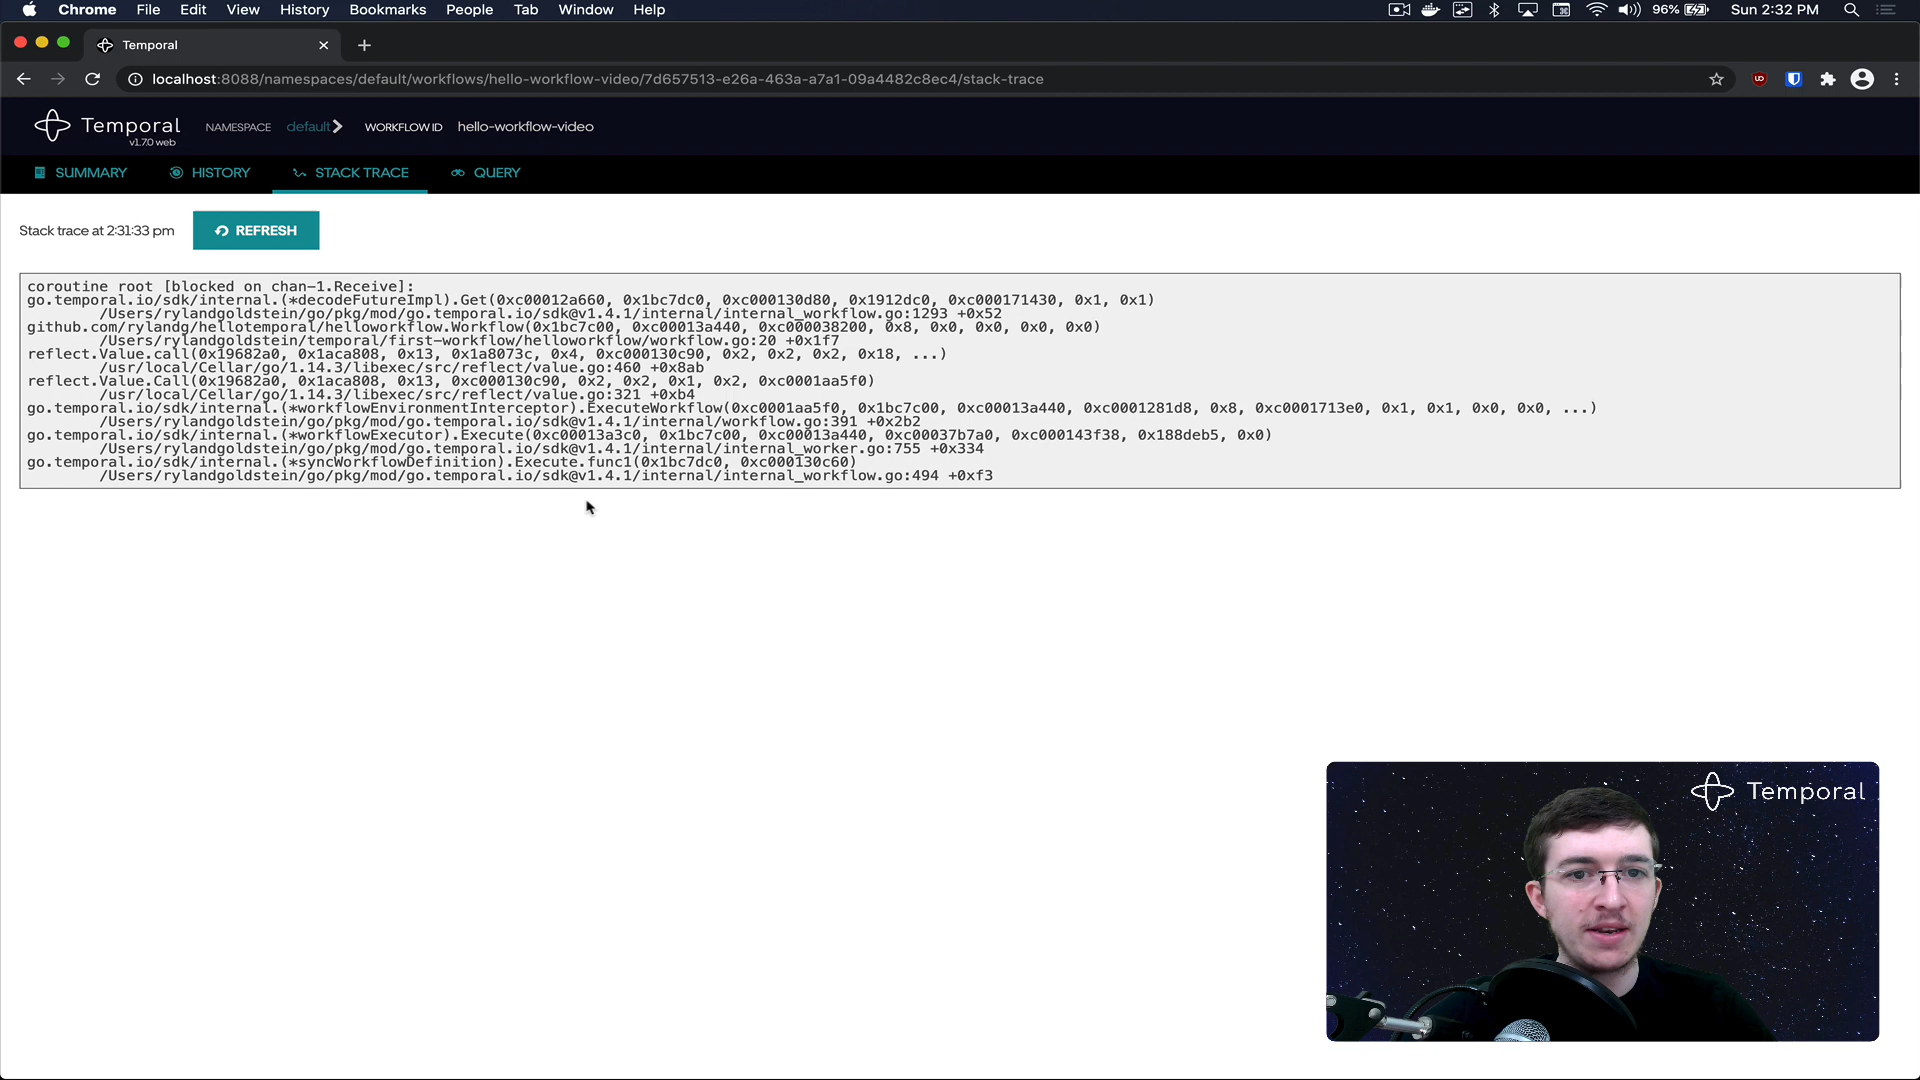 Chrome File Edit View History Bookmarks People Tab Window Help 96% Sun 2:32 PM
Temporal
localhost:8088/namespaces/default/workflows/hello-workflow-video/7d657513-e26a-463a-a7a1-09a4482c8ec4/stack-trace
Temporal NAMESPACE default WORKFLOW ID hello-workflow-video
v1.7.0 web
SUMMARY HISTORY STACK TRACE QUERY
Stack trace at 2:31:33 pm REFRESH
coroutine root [blocked on chan-1.Receive]:
go.temporal.io/sdk/internal.(*decodeFutureImpl).Get(0xc00012a660, 0x1bc7dc0, 0xc000130d80, 0x1912dc0, 0xc000171430, 0x1, 0x1)
/Users/rylandgoldstein/go/pkg/mod/go.temporal.io/sdk@v1.4.1/internal/internal_workflow.go:1293 +0x52
github.com/rylandg/hellotemporal/helloworkflow.Workflow(0x1bc7c00, 0xc00013a440, 0xc000038200, 0x8, 0x0, 0x0, 0x0, 0x0)
/Users/rylandgoldstein/temporal/first-workflow/helloworkflow/workflow.go:20 +0x1f7
reflect.Value.call(0x19682a0, 0x1aca808, 0x13, 0x1a8073c, 0x4, 0xc000130c90, 0x2, 0x2, 0x2, 0x18, ...)
/usr/local/Cellar/go/1.14.3/libexec/src/reflect/value.go:460 +0x8ab
reflect.Value.Call(0x19682a0, 0x1aca808, 0x13, 0xc000130c90, 0x2, 0x2, 0x1, 0x2, 0xc0001aa5f0)
/usr/local/Cellar/go/1.14.3/libexec/src/reflect/value.go:321 +0xb4
go.temporal.io/sdk/internal.(*workflowEnvironmentInterceptor).ExecuteWorkflow(0xc0001aa5f0, 0x1bc7c00, 0xc00013a440, 0xc0001281d8, 0x8, 0xc0001713e0, 0x1, 0x1, 0x0, 0x0, ...)
/Users/rylandgoldstein/go/pkg/mod/go.temporal.io/sdk@v1.4.1/internal/workflow.go:391 +0x2b2
go.temporal.io/sdk/internal.(*workflowExecutor).Execute(0xc00013a3c0, 0x1bc7c00, 0xc00013a440, 0xc00037b7a0, 0xc000143f38, 0x188deb5, 0x0)
/Users/rylandgoldstein/go/pkg/mod/go.temporal.io/sdk@v1.4.1/internal/internal_worker.go:755 +0x334
go.temporal.io/sdk/internal.(*syncWorkflowDefinition).Execute.func1(0x1bc7dc0, 0xc000130c60)
/Users/rylandgoldstein/go/pkg/mod/go.temporal.io/sdk@v1.4.1/internal/internal_workflow.go:494 +0xf3
Temporal